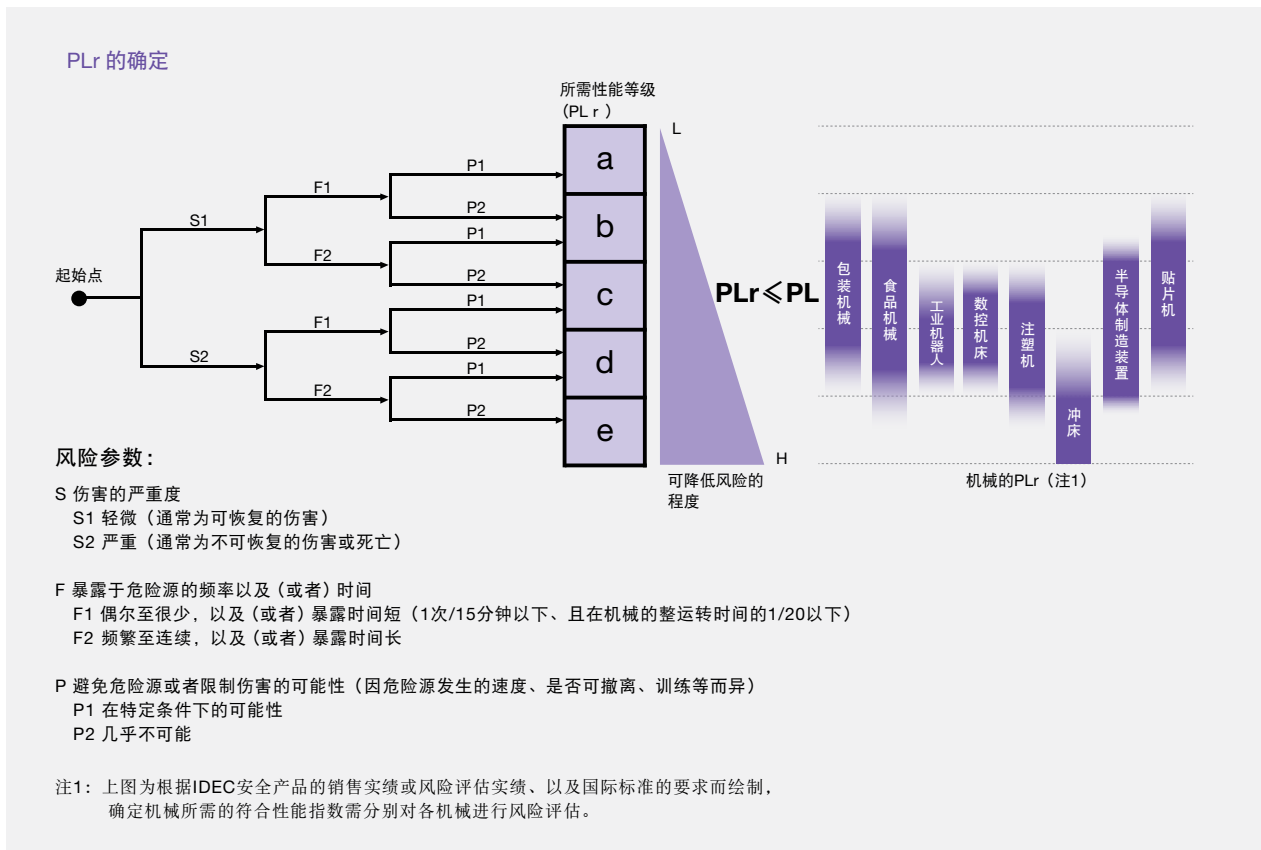 PLr 的确定
所需性能等级
（PL r ）
a
b
c
d
e
L
H
起始点
S1
S2
F1
F2
F1
F2
P1
P2
P1
P2
P1
P2
P1
P2
可降低风险的
程度
PLr≤PL
包装机械
食品机械
工业机器人
数控机床
注塑机
冲床
半导体制造装置
贴片机
机械的PLr（注1）
风险参数：
S 伤害的严重度
S1 轻微（通常为可恢复的伤害）
S2 严重（通常为不可恢复的伤害或死亡）
F 暴露于危险源的频率以及（或者）时间
F1 偶尔至很少，以及（或者）暴露时间短（1次/15分钟以下、且在机械的整运转时间的1/20以下）
F2 频繁至连续，以及（或者）暴露时间长
P 避免危险源或者限制伤害的可能性（因危险源发生的速度、是否可撤离、训练等而异）
P1 在特定条件下的可能性
P2 几乎不可能
注1：上图为根据IDEC安全产品的销售实绩或风险评估实绩、以及国际标准的要求而绘制，
确定机械所需的符合性能指数需分别对各机械进行风险评估。